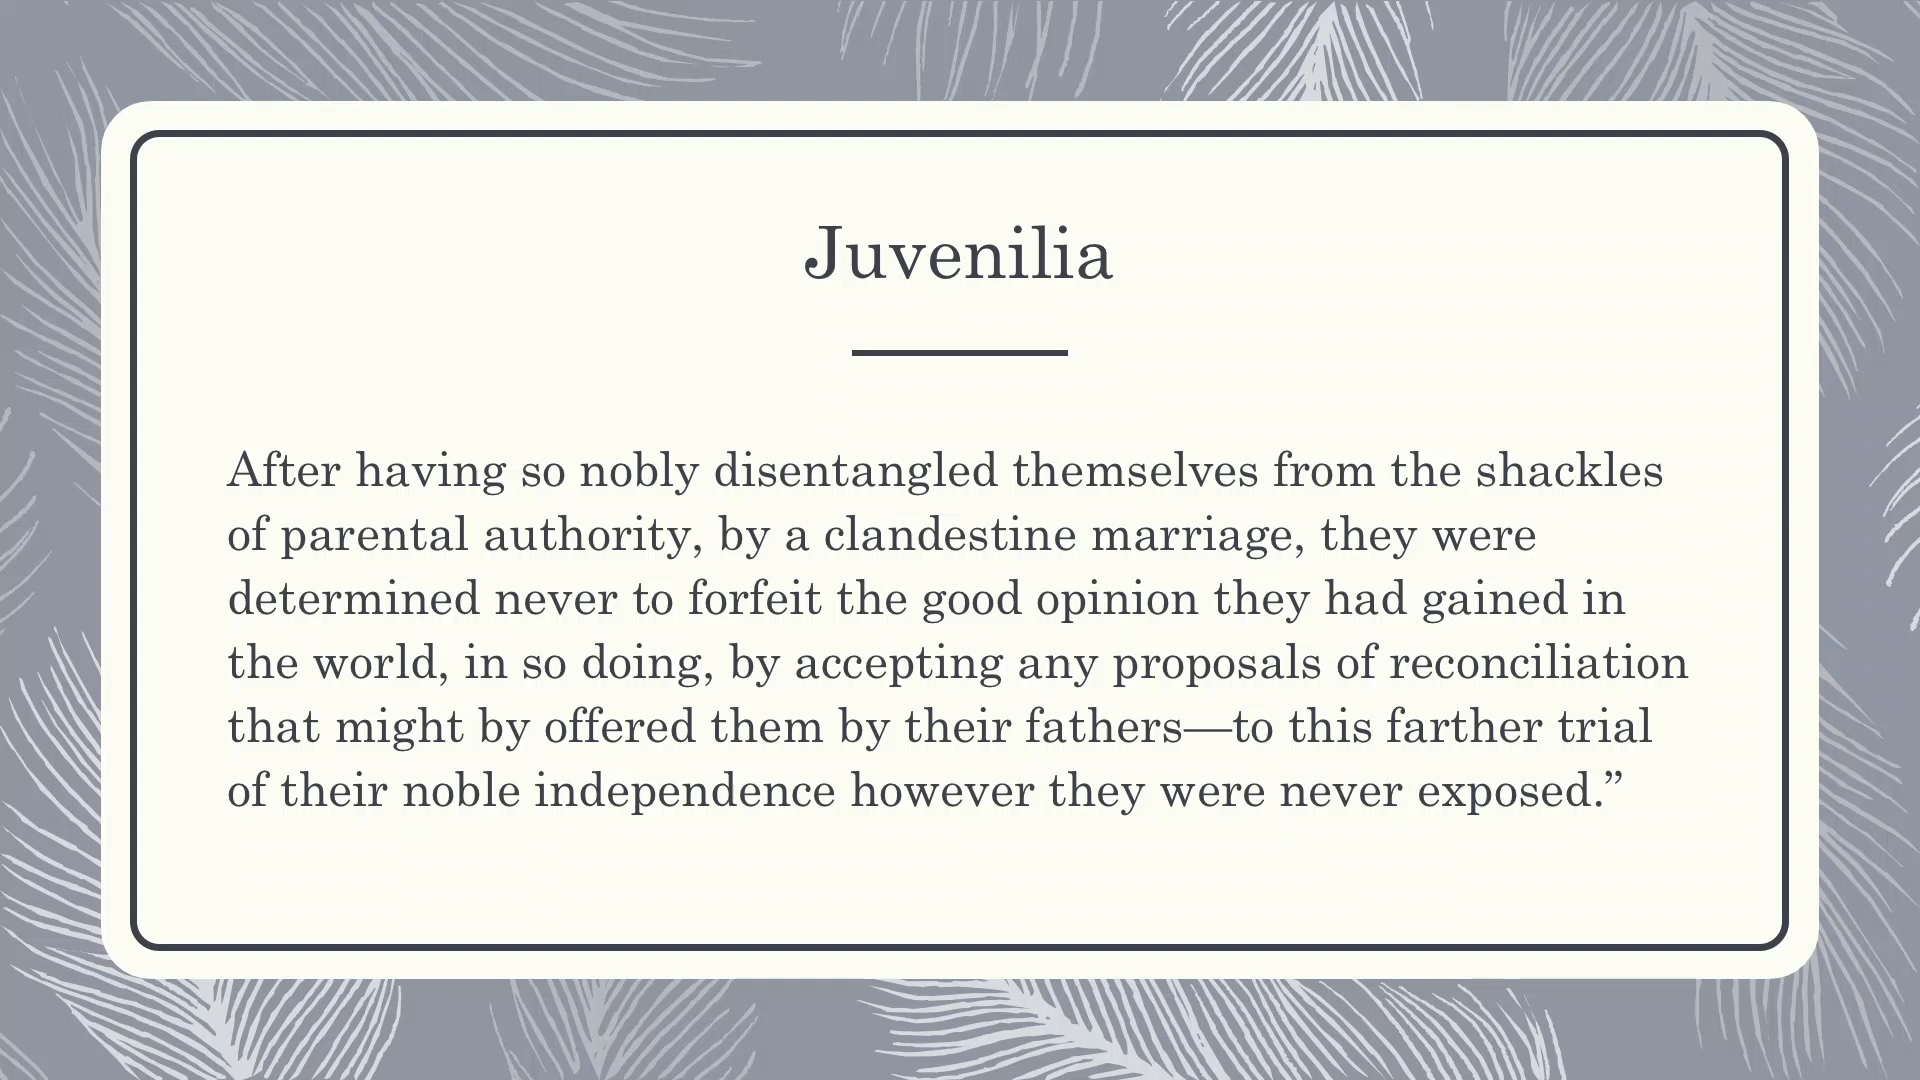 Juvenilia
After having so nobly disentangled themselves from the shackles
of parental authority, by a clandestine marriage, they were
determined never to forfeit the good opinion they had gained in
the world, in so doing, by accepting any proposals of reconciliation
that might by offered them by their fathers—to this farther trial
of their noble independence however they were never exposed.”